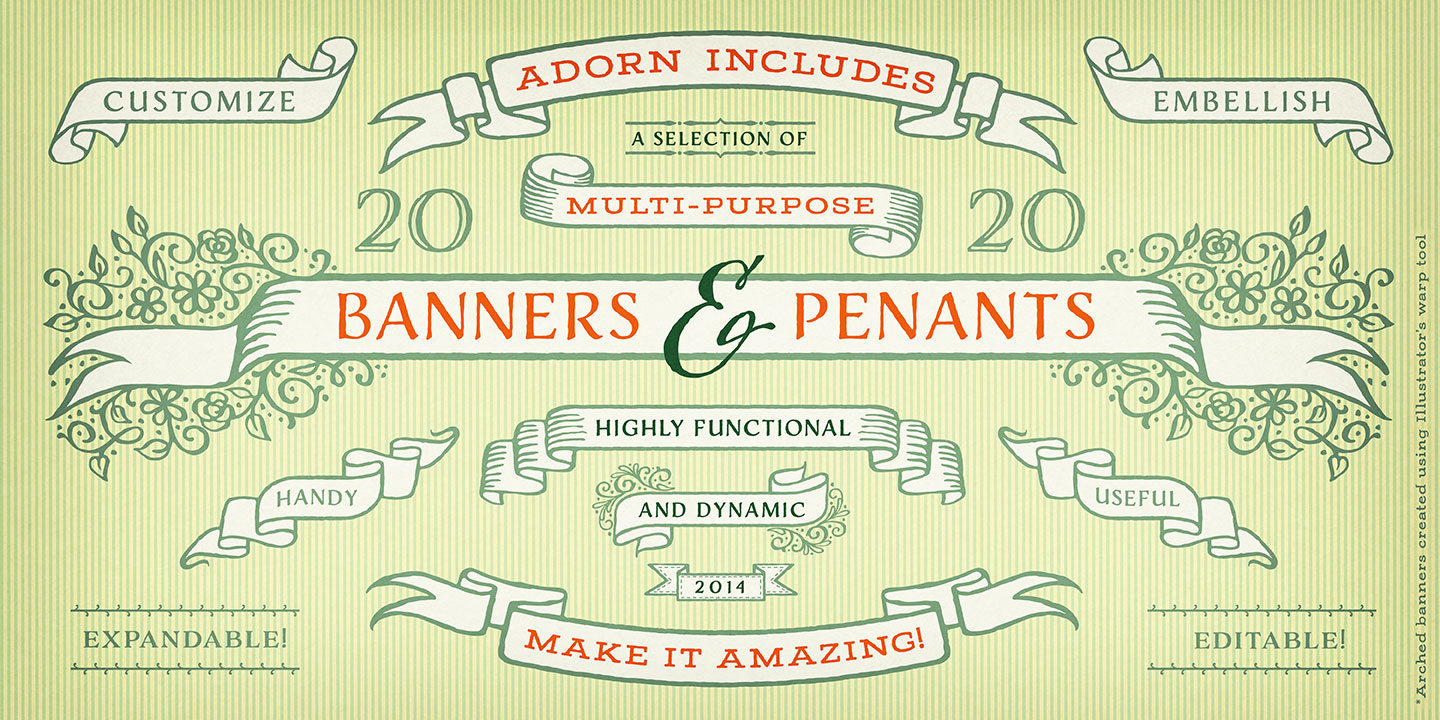 CUSTOMIZE
ADORN INCLUDES
EMBELLISH
A SELECTION OF
20
MULTI-PURPOSE
20
BANNERS & PENANTS
HIGHLY FUNCTIONAL
HANDY
AND DYNAMIC
USEFUL
2014
EXPANDABLE!
MAKE IT AMAZING!
EDITABLE!
*Arched banners created using Illustrator's warp tool